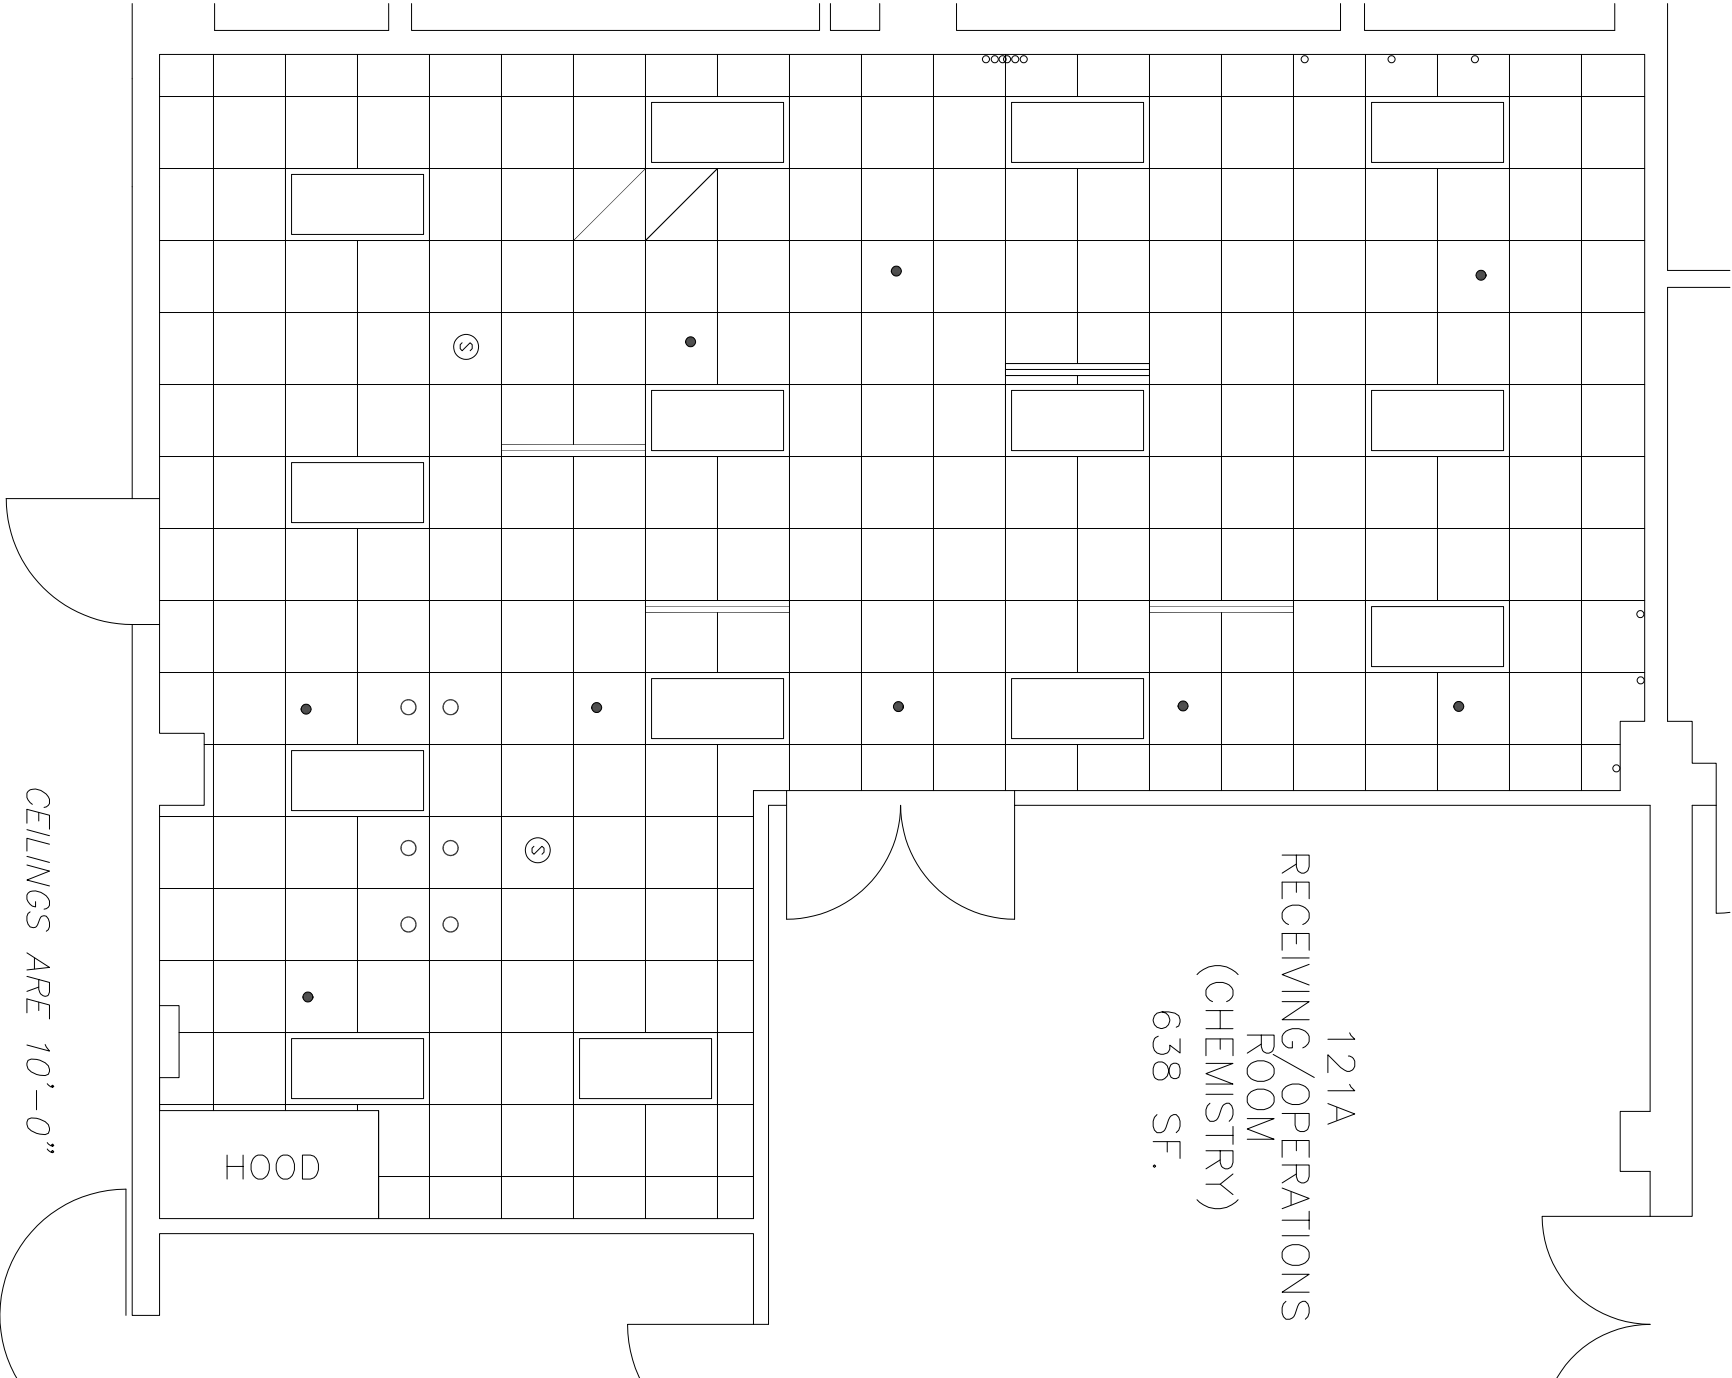 121A
RECEIVING/OPERATIONS
ROOM
(CHEMISTRY)
638 SF.
CEILINGS ARE 10'-0"
HOOD
S
S